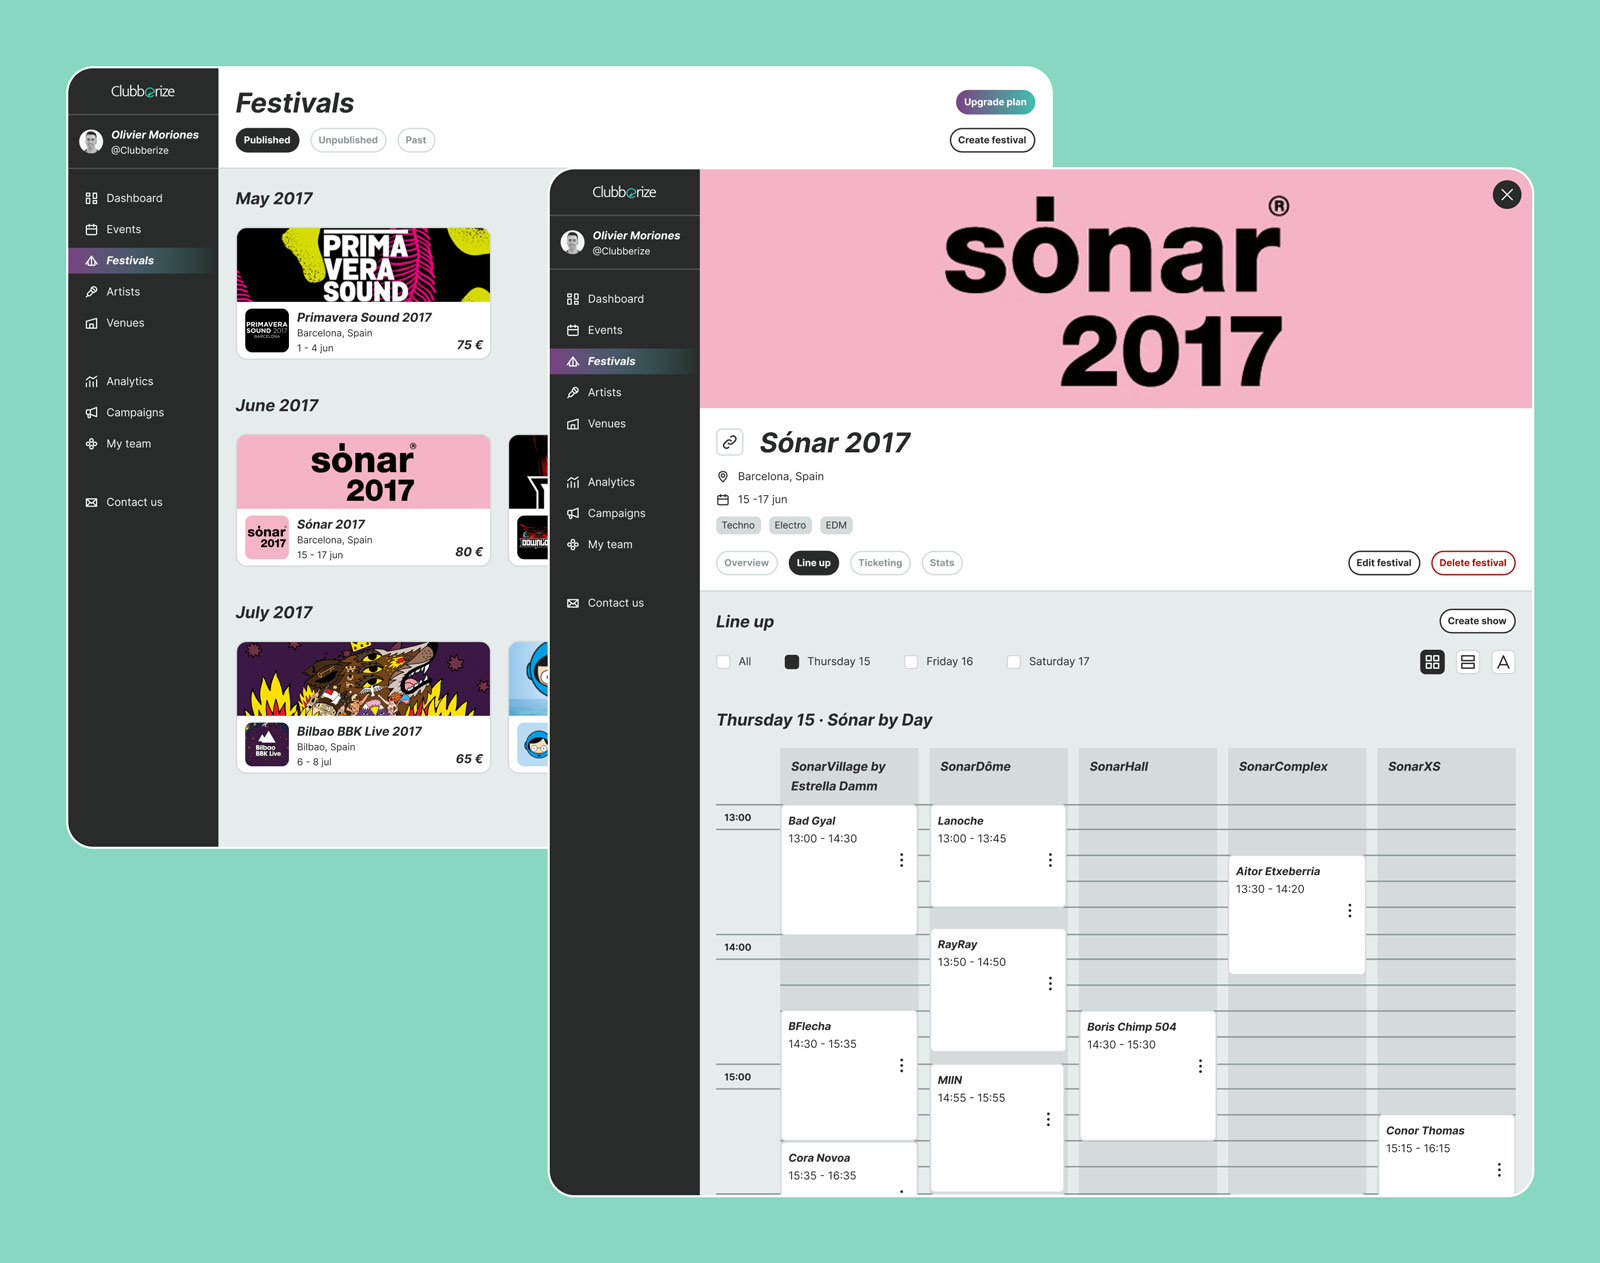 Clubberize
Olivier Moriones
@Clubberize
Dashboard
Events
Festivals
Artists
Venues
Analytics
Campaigns
My team
Contact us
Festivals
Upgrade plan
Published
Unpublished
Past
Create festival
May 2017
PRIMA
VERA
SOUND
PRIMAVERA
SOUND 2017
BARCELONA
Primavera Sound 2017
Barcelona, Spain
1 - 4 jun
75 €
June 2017
sónar®
2017
sónar
2017
Sónar 2017
Barcelona, Spain
15 - 17 jun
80 €
July 2017
Bilbao
BBK Live
Bilbao BBK Live 2017
Bilbao, Spain
6 - 8 jul
65 €
Clubberize
Olivier Moriones
@Clubberize
Dashboard
Events
Festivals
Artists
Venues
Analytics
Campaigns
My team
Contact us
sónar®
2017
Sónar 2017
Barcelona, Spain
15 -17 jun
Techno
Electro
EDM
Overview
Line up
Ticketing
Stats
Edit festival
Delete festival
Line up
Create show
All
Thursday 15
Friday 16
Saturday 17
A
Thursday 15 · Sónar by Day
SonarVillage by
Estrella Damm
SonarDôme
SonarHall
SonarComplex
SonarXS
13:00
14:00
15:00
Bad Gyal
13:00 - 14:30
BFlecha
14:30 - 15:35
Cora Novoa
15:35 - 16:35
Lanoche
13:00 - 13:45
RayRay
13:50 - 14:50
MIIN
14:55 - 15:55
Boris Chimp 504
14:30 - 15:30
Aitor Etxeberria
13:30 - 14:20
Conor Thomas
15:15 - 16:15